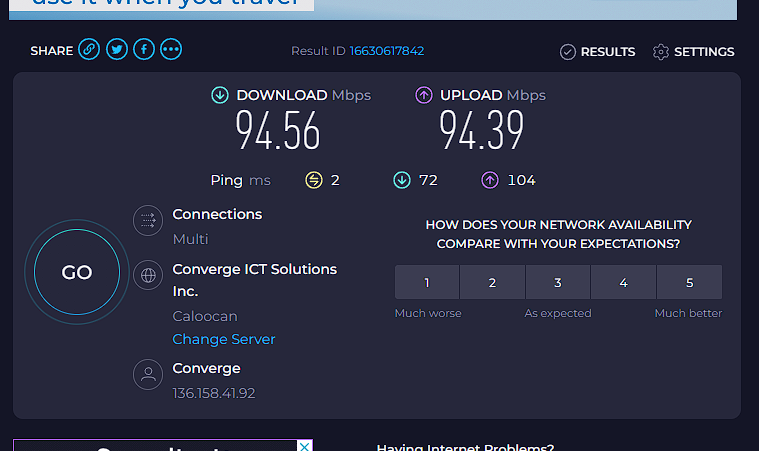 use it when you travel
SHARE
Result ID 16630617842
RESULTS
SETTINGS
DOWNLOAD Mbps
94.56
UPLOAD Mbps
94.39
Ping ms
2
72
104
GO
Connections
Multi
Converge ICT Solutions
Inc.
Caloocan
Change Server
Converge
136.158.41.92
HOW DOES YOUR NETWORK AVAILABILITY
COMPARE WITH YOUR EXPECTATIONS?
1 2 3 4 5
Much worse As expected Much better
Having Internet Problems?